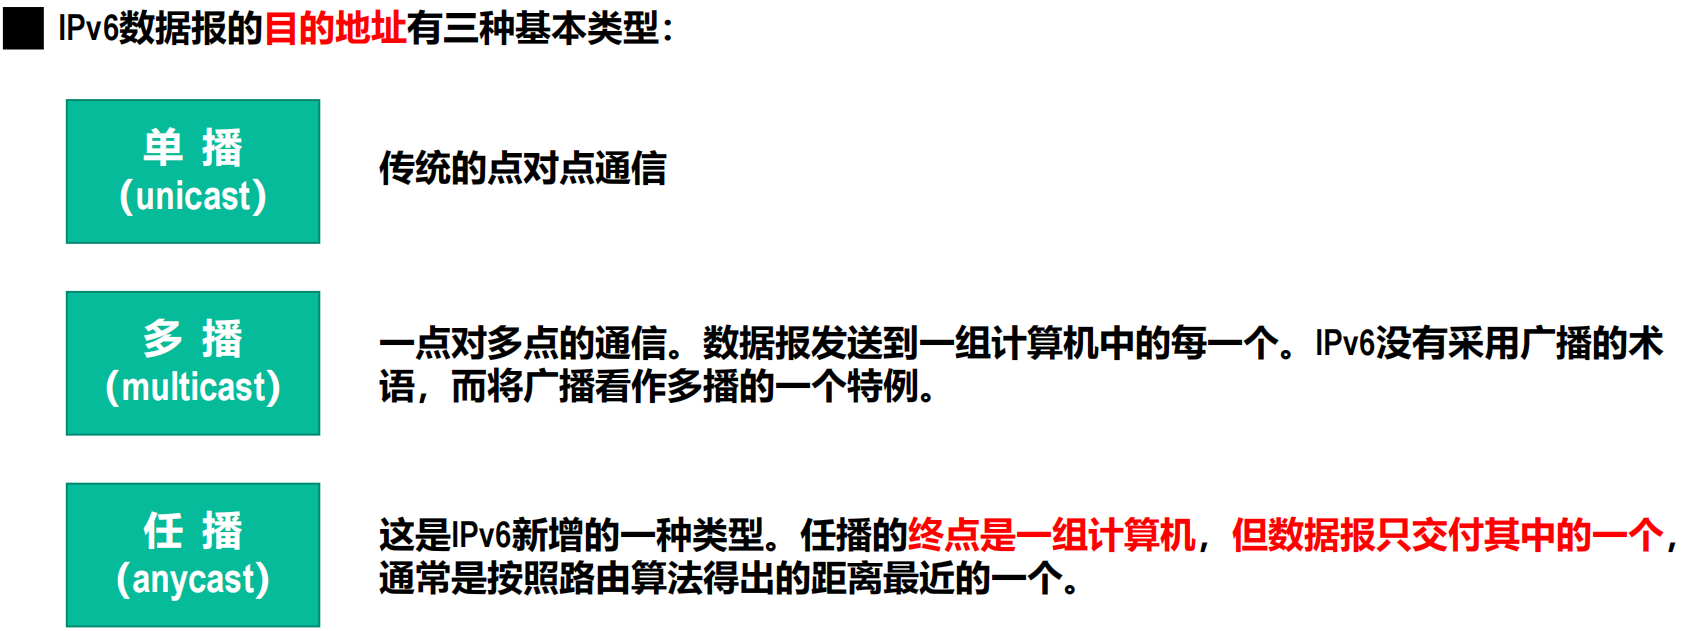 IPv6数据报的目的地址有三种基本类型：
单 播
（unicast）
传统的点对点通信
多 播
（multicast）
一点对多点的通信。数据报发送到一组计算机中的每一个。IPv6没有采用广播的术
语，而将广播看作多播的一个特例。
任 播
（anycast）
这是IPv6新增的一种类型。任播的终点是一组计算机，但数据报只交付其中的一个，
通常是按照路由算法得出的距离最近的一个。